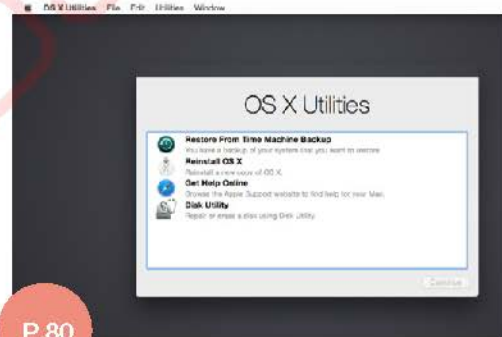 OS X Utilities File Edit Utilities Window
OS X Utilities
Restore From Time Machine Backup
You have a backup of your system that you want to restore.
Reinstall OS X
Reinstall a new copy of OS X.
Get Help Online
Browse the Apple Support website to find help for your Mac.
Disk Utility
Repair or erase a disk using Disk Utility.
Continue
P.80